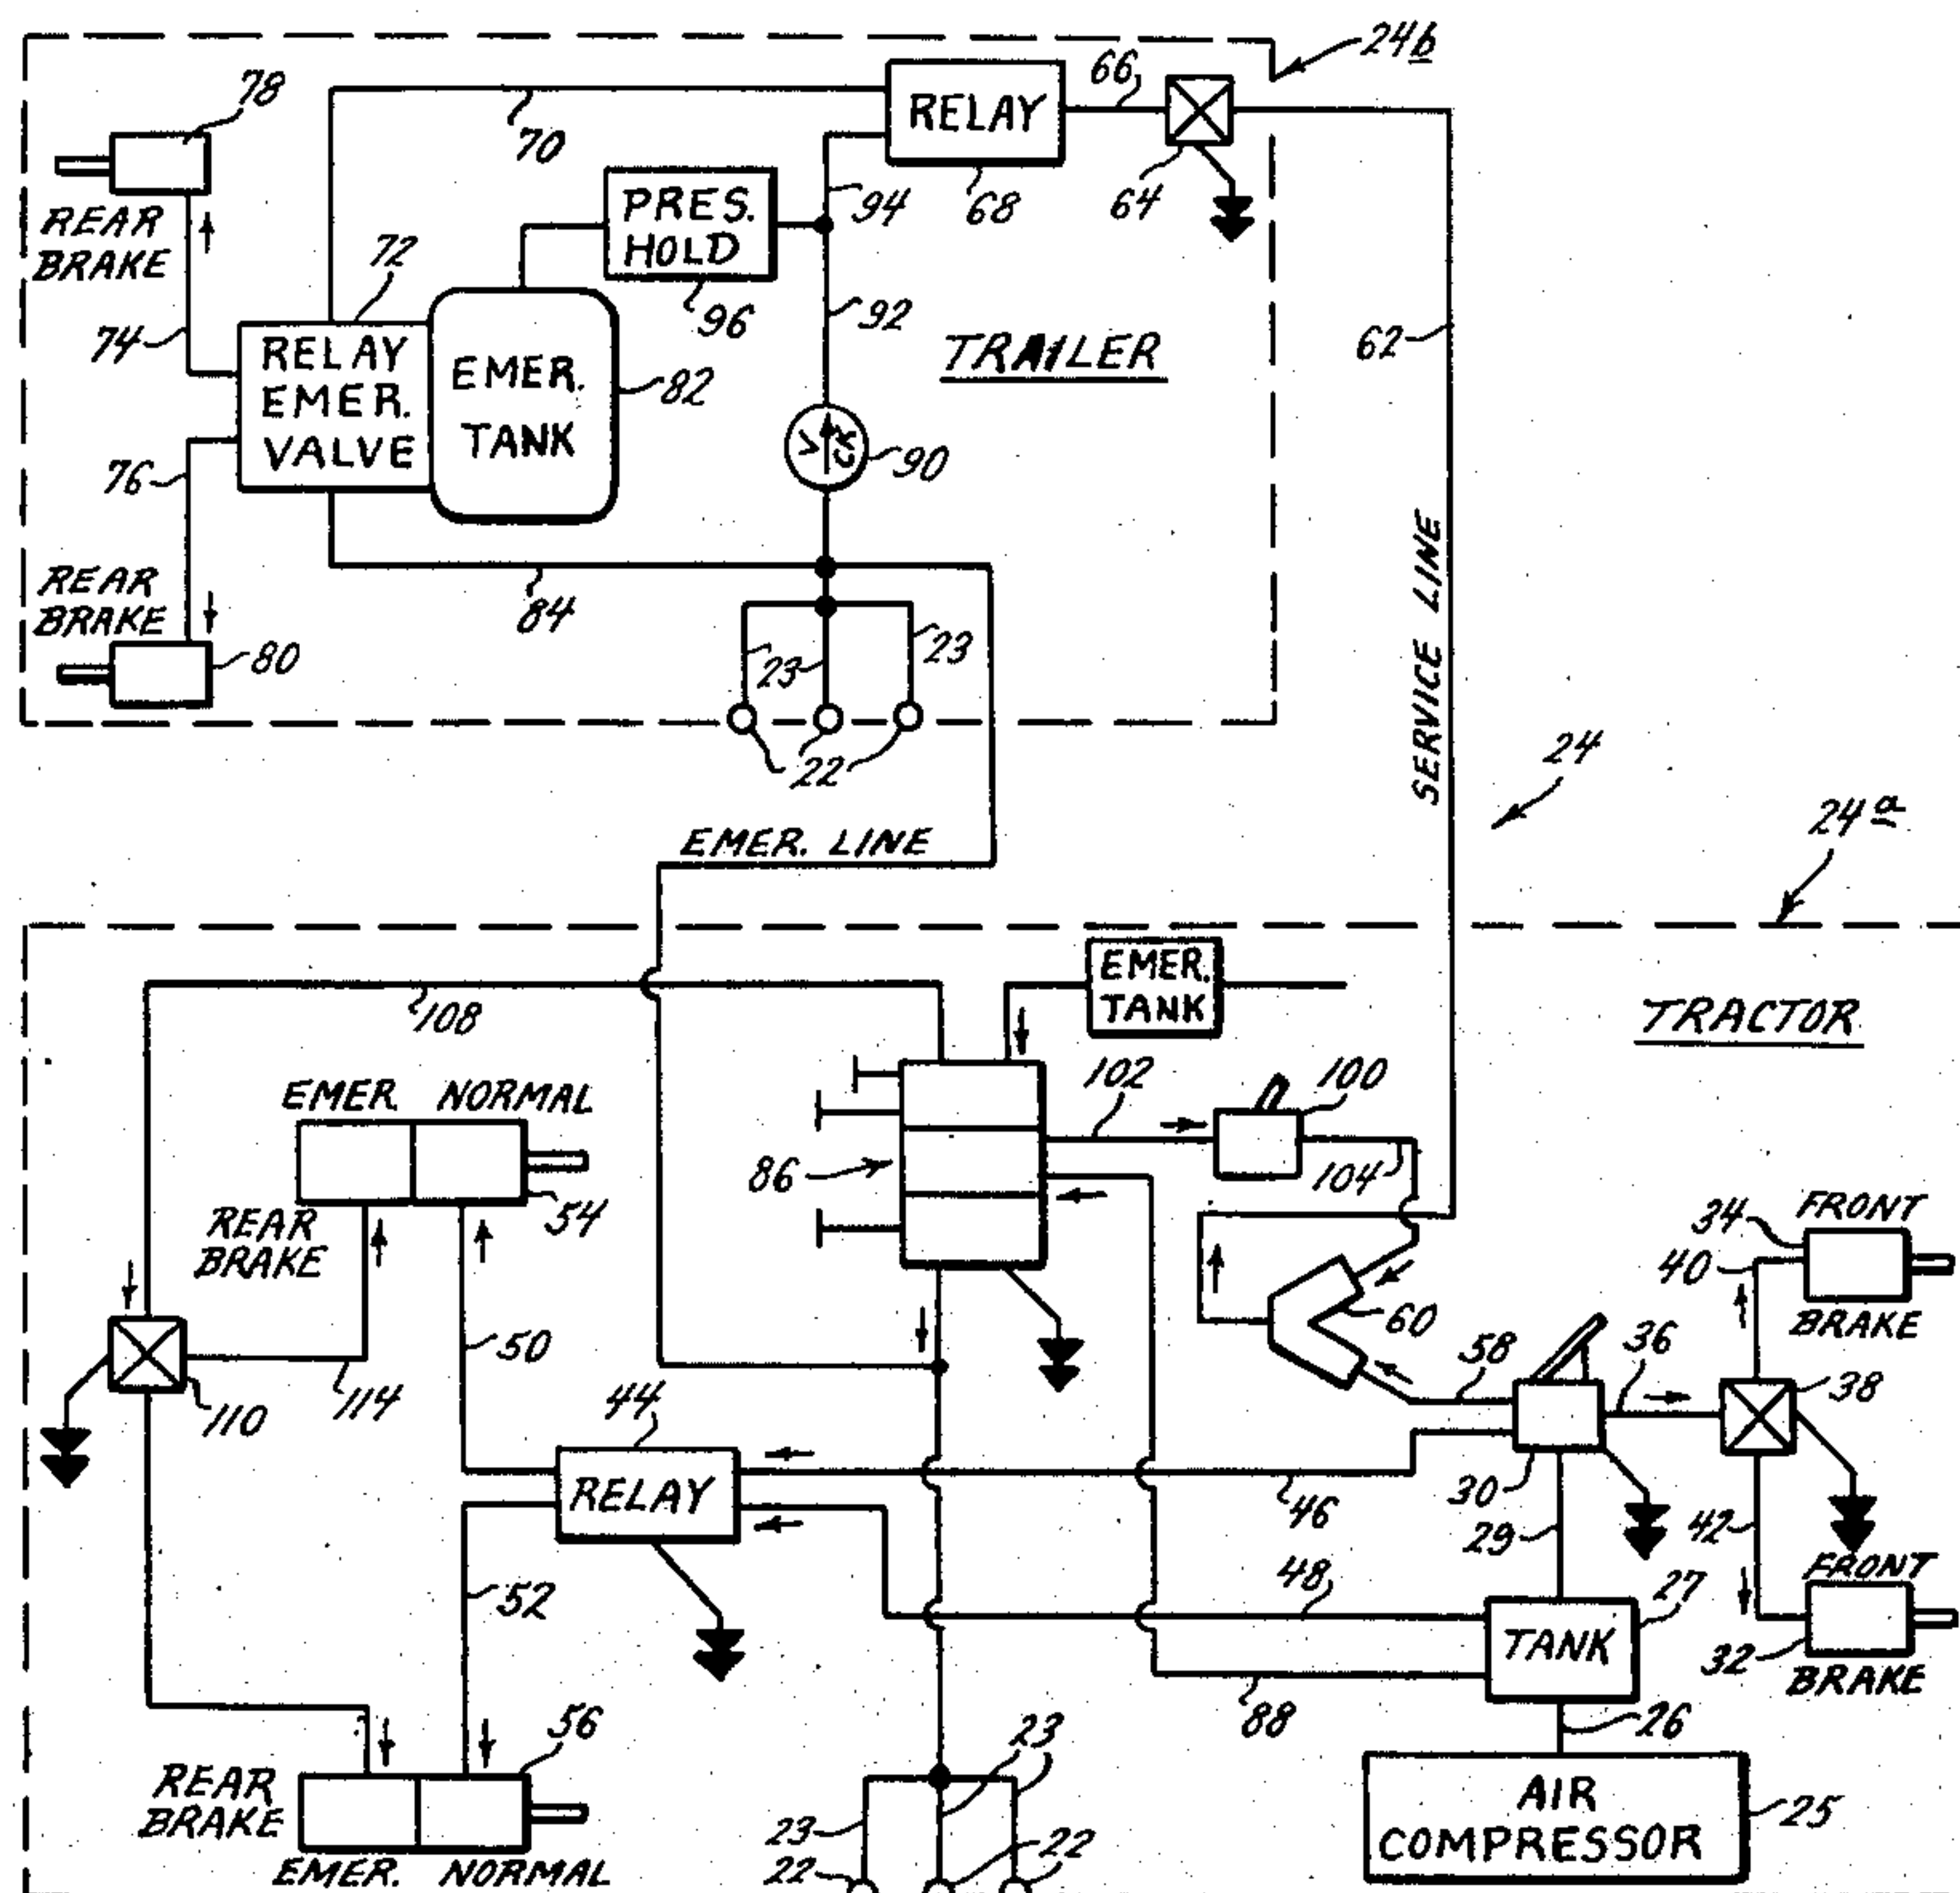 24b
78
66
RELAY
70
PRES.
HOLD
94
68
64
REAR
BRAKE
72
96
92
62
74
RELAY
EMER.
VALVE
EMER.
TANK
82
TRAILER
76
V
CK
90
REAR
BRAKE
80
84
23
23
22
SERVICE LINE
24
24a
EMER. LINE
EMER.
TANK
TRACTOR
108
102
100
EMER. NORMAL
86
104
54
REAR
BRAKE
34
FRONT
40
BRAKE
60
58
36
38
50
44
114
110
RELAY
30
46
29
42
48
27
FRONT
52
TANK
32
BRAKE
88
26
56
23
REAR
BRAKE
AIR
COMPRESSOR
25
23
22
22
EMER. NORMAL